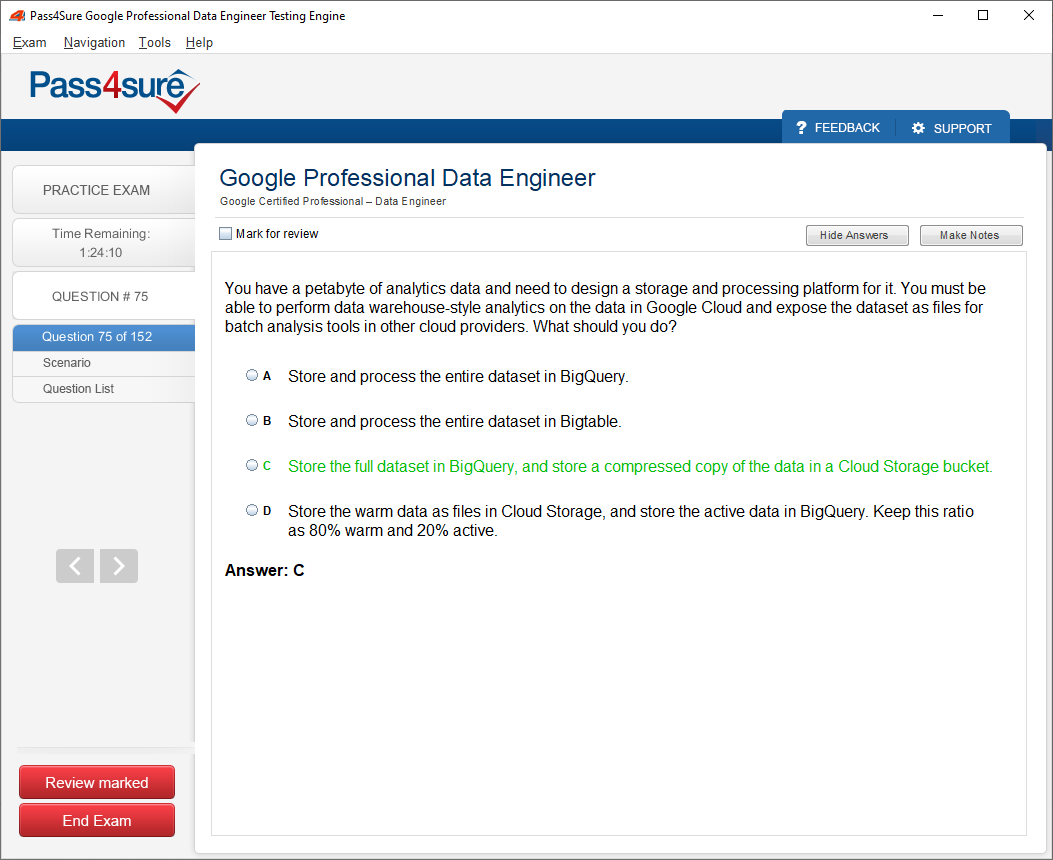 Pass4Sure Google Professional Data Engineer Testing Engine
Exam Navigation Tools Help
Pass4sure
? FEEDBACK SUPPORT
PRACTICE EXAM
Time Remaining:
1:24:10
QUESTION # 75
Question 75 of 152
Scenario
Question List
Google Professional Data Engineer
Google Certified Professional – Data Engineer
Mark for review
Hide Answers Make Notes
You have a petabyte of analytics data and need to design a storage and processing platform for it. You must be
able to perform data warehouse-style analytics on the data in Google Cloud and expose the dataset as files for
batch analysis tools in other cloud providers. What should you do?
A Store and process the entire dataset in BigQuery.
B Store and process the entire dataset in Bigtable.
C Store the full dataset in BigQuery, and store a compressed copy of the data in a Cloud Storage bucket.
D Store the warm data as files in Cloud Storage, and store the active data in BigQuery. Keep this ratio
as 80% warm and 20% active.
Answer: C
Review marked
End Exam